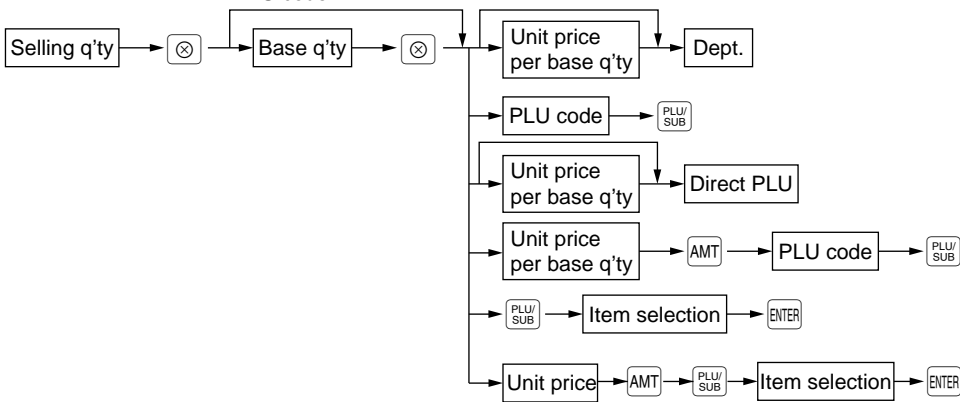 Selling q'ty
⊗
Base q'ty
⊗
Unit price
per base q'ty
Dept.
PLU code
PLU/
SUB
Unit price
per base q'ty
Direct PLU
Unit price
per base q'ty
AMT
PLU code
PLU/
SUB
PLU/
SUB
Item selection
ENTER
Unit price
AMT
PLU/
SUB
Item selection
ENTER